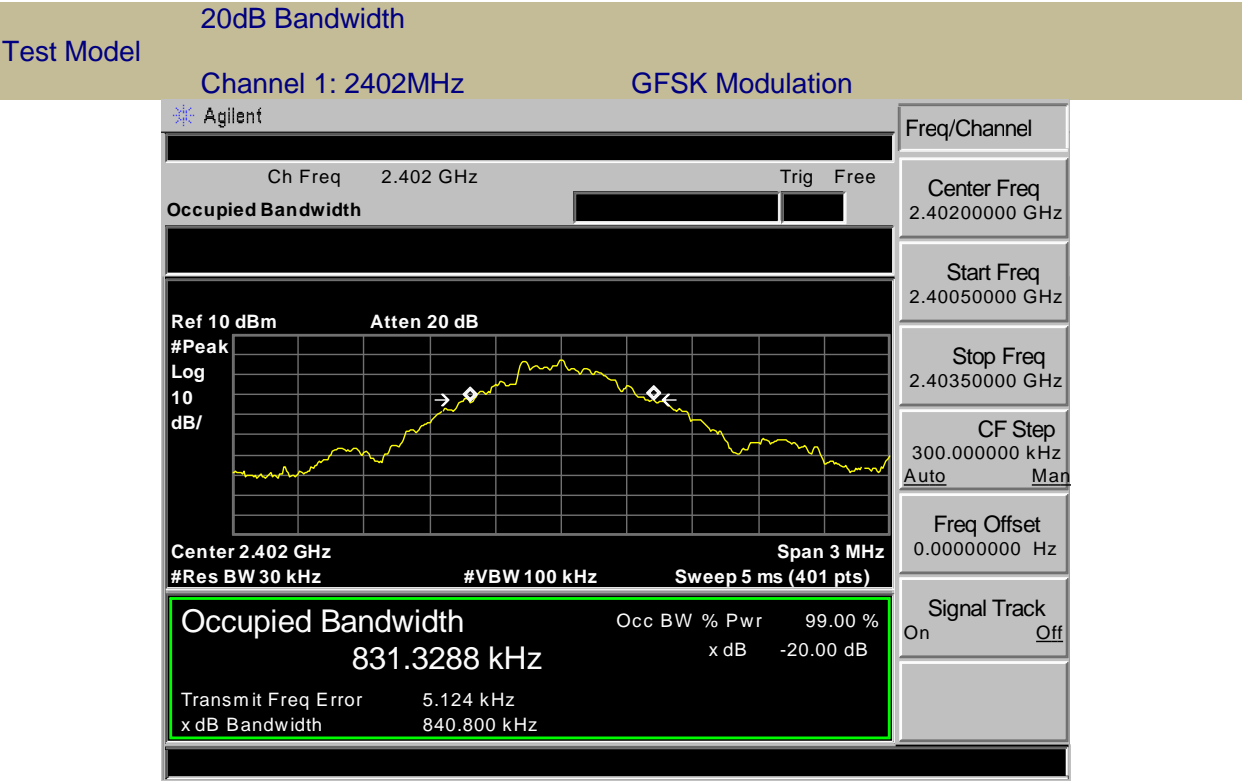 20dB Bandwidth
Test Model
Channel 1: 2402MHz GFSK Modulation
Agilent
Freq/Channel
Ch Freq 2.402 GHz Trig Free
Occupied Bandwidth
Center Freq
2.40200000 GHz
Start Freq
2.40050000 GHz
Stop Freq
2.40350000 GHz
CF Step
300.000000 kHz
Auto Man
Freq Offset
0.00000000 Hz
Signal Track
On Off
Ref 10 dBm Atten 20 dB
#Peak
Log
10
dB/
Center 2.402 GHz Span 3 MHz
#Res BW 30 kHz #VBW 100 kHz Sweep 5 ms (401 pts)
Occupied Bandwidth Occ BW % Pwr 99.00 %
831.3288 kHz x dB -20.00 dB
Transmit Freq Error 5.124 kHz
x dB Bandwidth 840.800 kHz